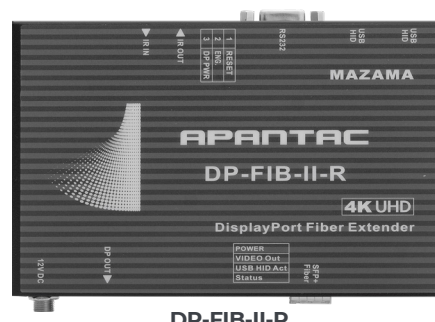 IR IN
IR OUT
3 DP PWR
2 ENG.
1 RESET
RS232
USB
HID
USB
HID
MAZAMA
APANTAC
DP-FIB-II-R
4K UHD
DisplayPort Fiber Extender
12V DC
DP OUT
POWER
VIDEO Out
USB HID Act
Status
SFP+
Fiber
DP-FIB-II-R